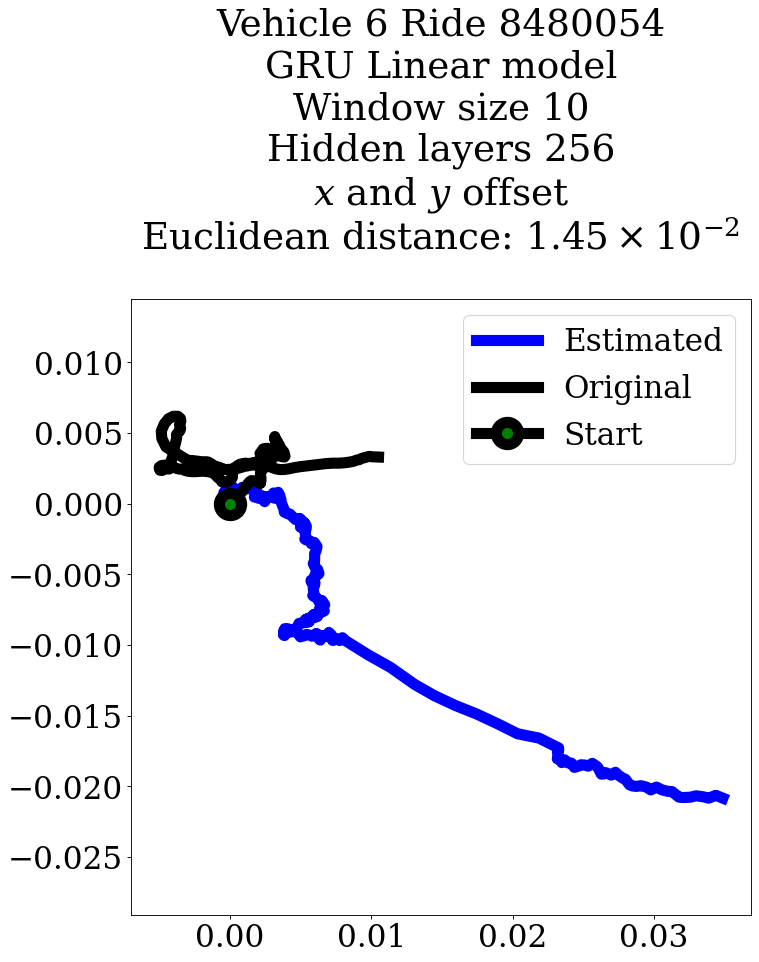 Vehicle 6 Ride 8480054
GRU Linear model
Window size 10
Hidden layers 256
x and y offset
Euclidean distance: 1.45 × 10⁻²
Estimated
Original
Start
0.010
0.005
0.000
−0.005
−0.010
−0.015
−0.020
−0.025
0.00 0.01 0.02 0.03